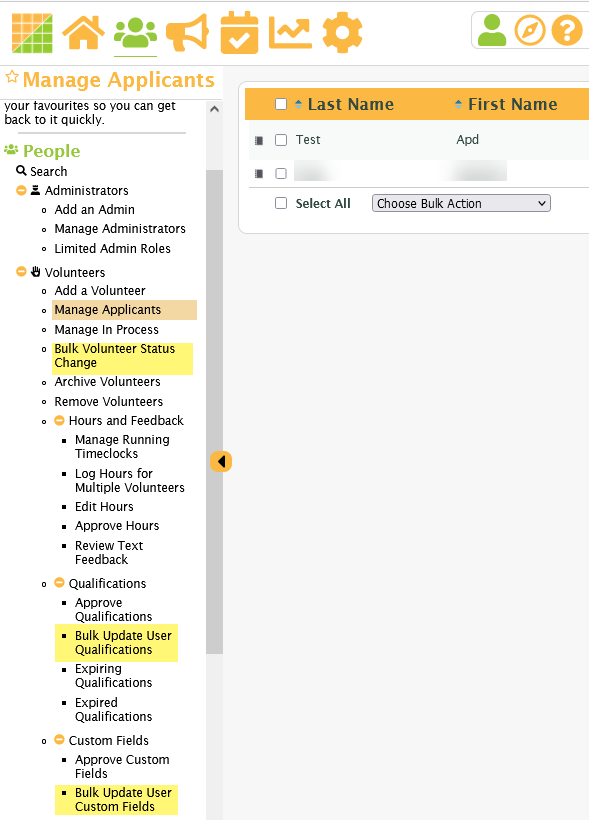 Manage Applicants
your favourites so you can get
back to it quickly.
People
Search
Administrators
Add an Admin
Manage Administrators
Limited Admin Roles
Volunteers
Add a Volunteer
Manage Applicants
Manage In Process
Bulk Volunteer Status
Change
Archive Volunteers
Remove Volunteers
Hours and Feedback
Manage Running
Timeclocks
Log Hours for
Multiple Volunteers
Edit Hours
Approve Hours
Review Text
Feedback
Qualifications
Approve
Qualifications
Bulk Update User
Qualifications
Expiring
Qualifications
Expired
Qualifications
Custom Fields
Approve Custom
Fields
Bulk Update User
Custom Fields
Last Name First Name
Test Apd
Select All Choose Bulk Action